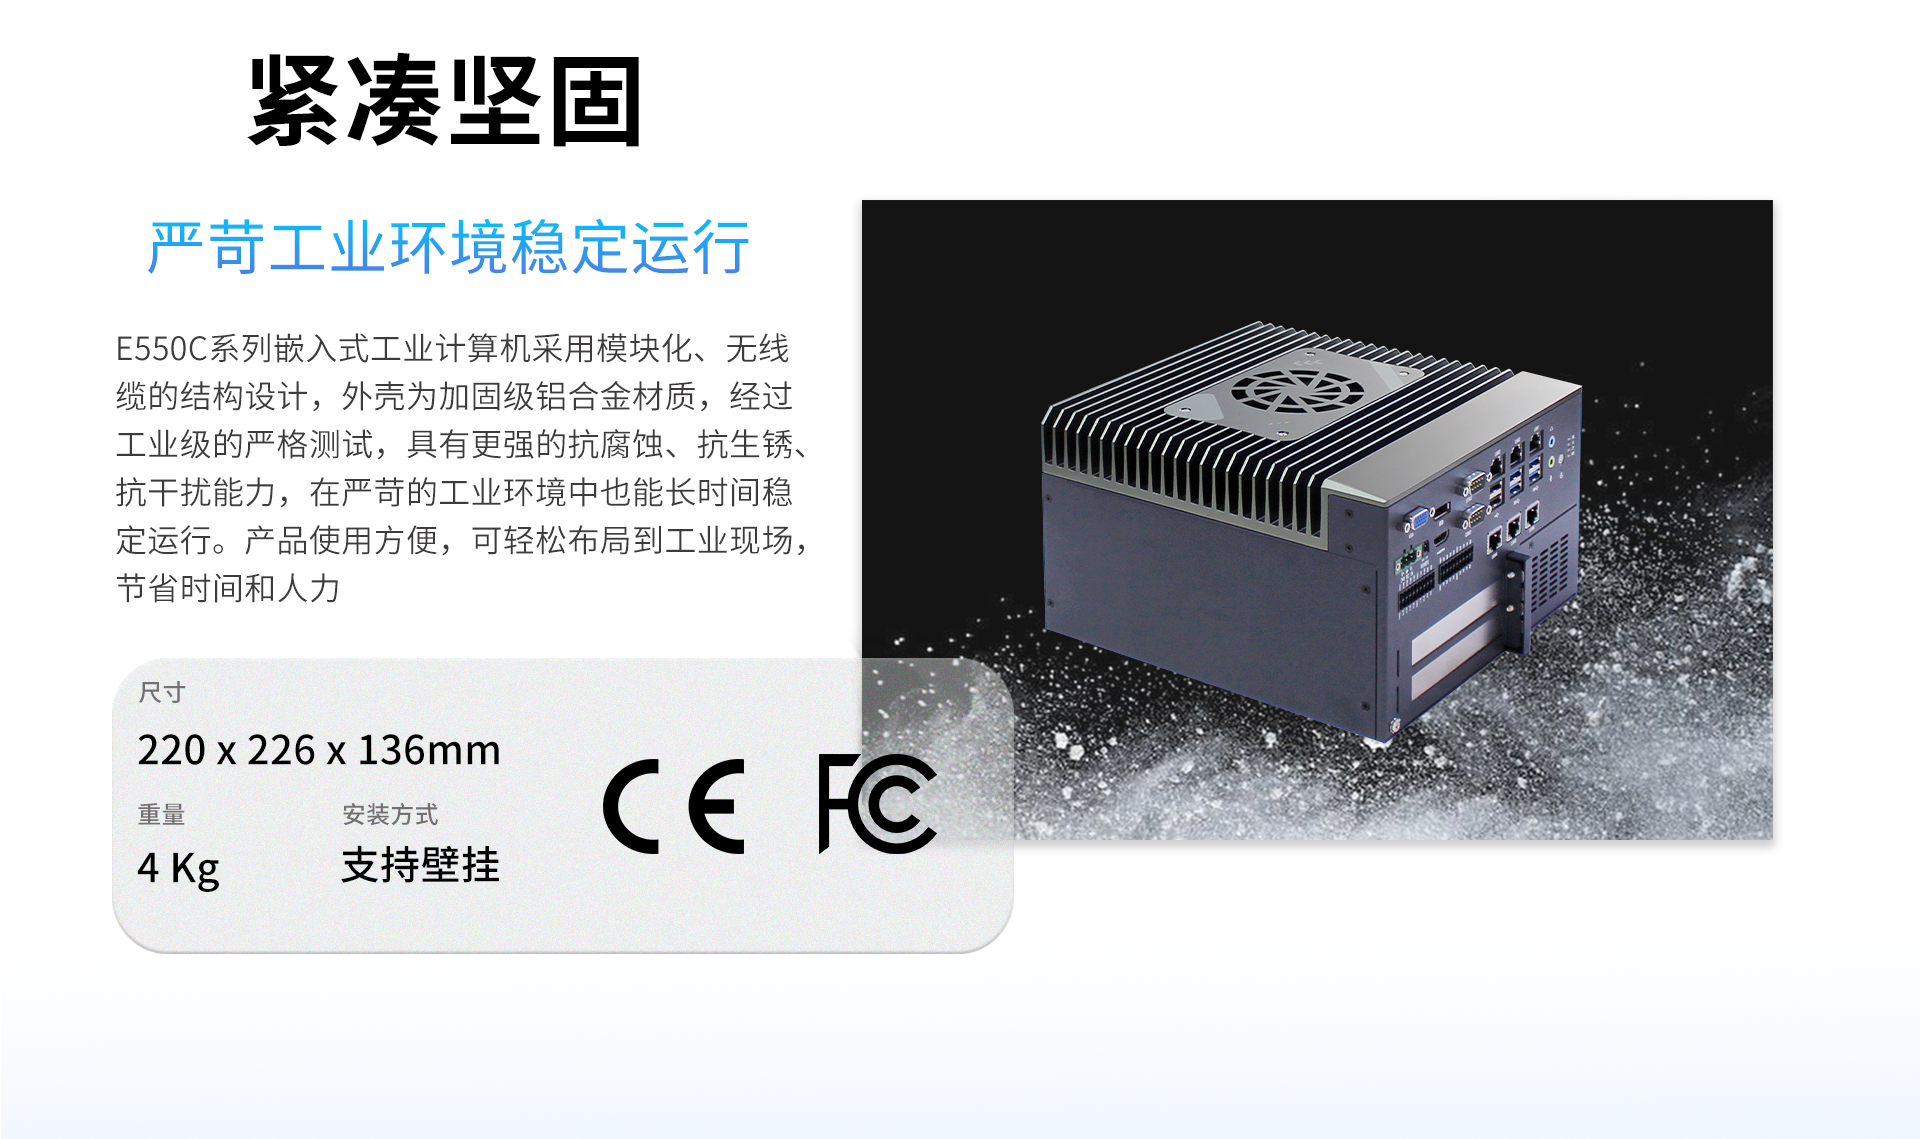 紧凑坚固
严苛工业环境稳定运行
E550C系列嵌入式工业计算机采用模块化、无线
缆的结构设计，外壳为加固级铝合金材质，经过
工业级的严格测试，具有更强的抗腐蚀、抗生锈、
抗干扰能力，在严苛的工业环境中也能长时间稳
定运行。产品使用方便，可轻松布局到工业现场，
节省时间和人力
尺寸
220 x 226 x 136mm
重量
安装方式
4 Kg
支持壁挂
CE
FC